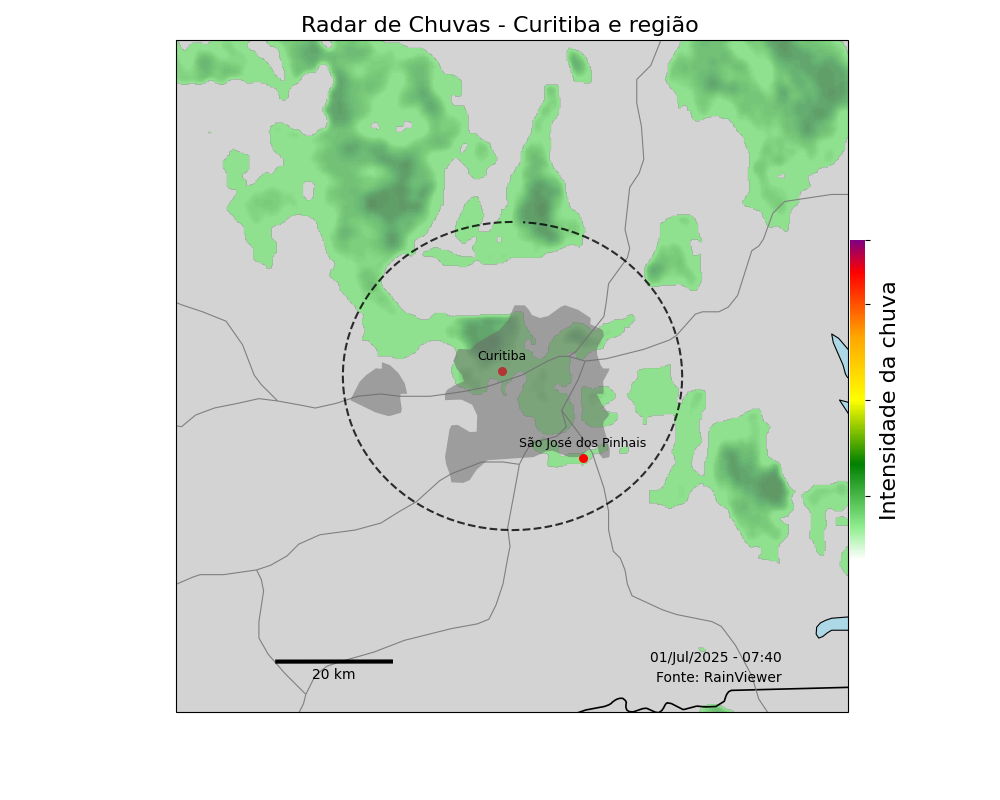 Radar de Chuvas - Curitiba e região
Curitiba
São José dos Pinhais
Intensidade da chuva
20 km
01/Jul/2025 - 07:40
Fonte: RainViewer